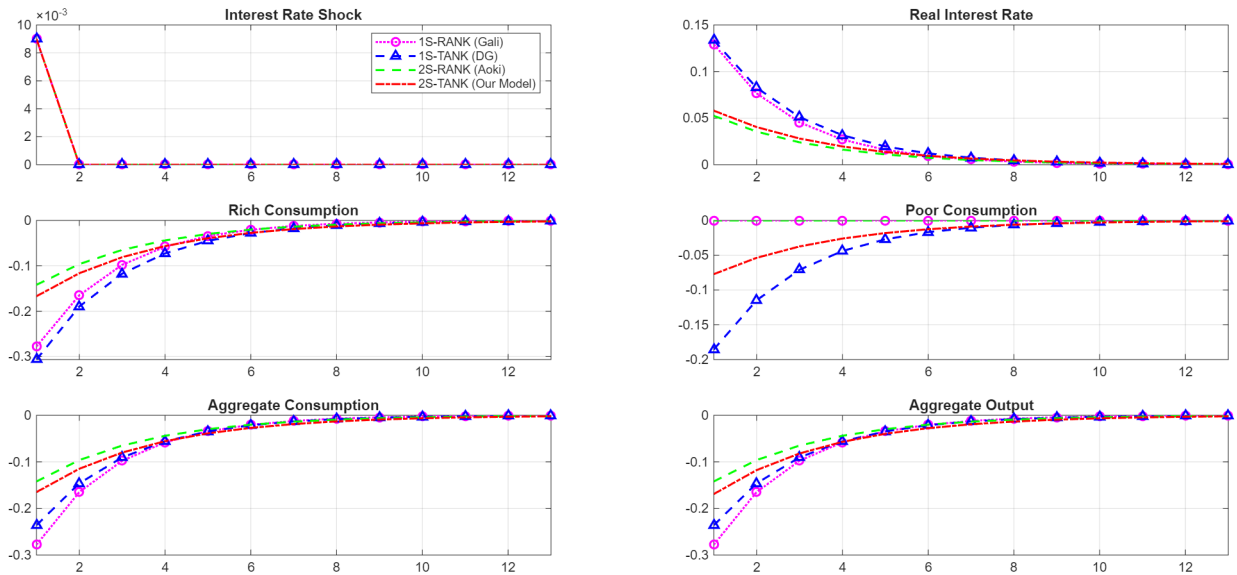 Interest Rate Shock
×10⁻³
10
8
6
4
2
0
2 4 6 8 10 12
1S-RANK (Gali)
1S-TANK (DG)
2S-RANK (Aoki)
2S-TANK (Our Model)
Real Interest Rate
0.15
0.1
0.05
0
2 4 6 8 10 12
Rich Consumption
0
-0.1
-0.2
-0.3
2 4 6 8 10 12
Poor Consumption
0
-0.05
-0.1
-0.15
-0.2
2 4 6 8 10 12
Aggregate Consumption
0
-0.1
-0.2
-0.3
2 4 6 8 10 12
Aggregate Output
0
-0.1
-0.2
-0.3
2 4 6 8 10 12